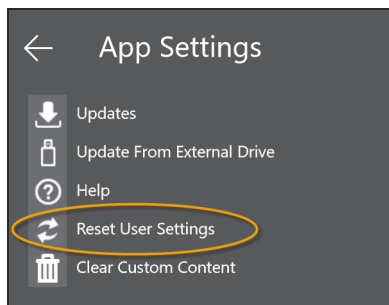 App Settings
Updates
Update From External Drive
Help
Reset User Settings
Clear Custom Content